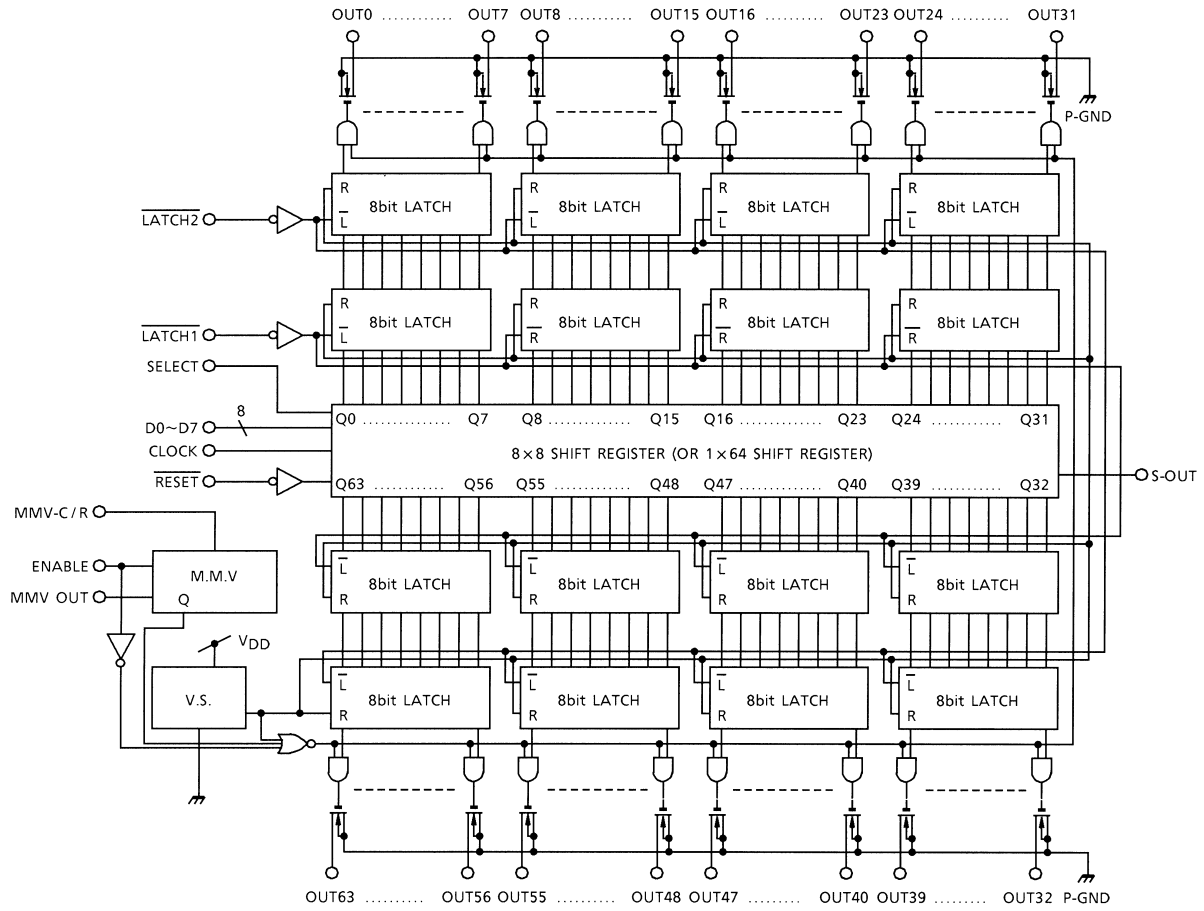 OUT0 ............ OUT7 OUT8 ........... OUT15 OUT16 .......... OUT23 OUT24 .......... OUT31
P-GND
R R R R
8bit LATCH 8bit LATCH 8bit LATCH 8bit LATCH
L̅A̅T̅C̅H̅2̅ L̅ L̅ L̅ L̅
R R R R
8bit LATCH 8bit LATCH 8bit LATCH 8bit LATCH
L̅A̅T̅C̅H̅1̅ L̅ R̅ R̅ R̅
SELECT
8
Q0 .............. Q7 Q8 ............ Q15 Q16 ............ Q23 Q24 ............ Q31
D0~D7
CLOCK 8×8 SHIFT REGISTER (OR 1×64 SHIFT REGISTER)
S-OUT
R̅E̅S̅E̅T̅ Q63 ............ Q56 Q55 ............ Q48 Q47 ............ Q40 Q39 ............ Q32
MMV-C/R
ENABLE L̅ L̅ L̅ L̅
M.M.V 8bit LATCH 8bit LATCH 8bit LATCH 8bit LATCH
MMV OUT Q R R R R
VDD
L̅ L̅ L̅ L̅
V.S. 8bit LATCH 8bit LATCH 8bit LATCH 8bit LATCH
R R R R
OUT63 .......... OUT56 OUT55 .......... OUT48 OUT47 .......... OUT40 OUT39 ......... OUT32 P-GND